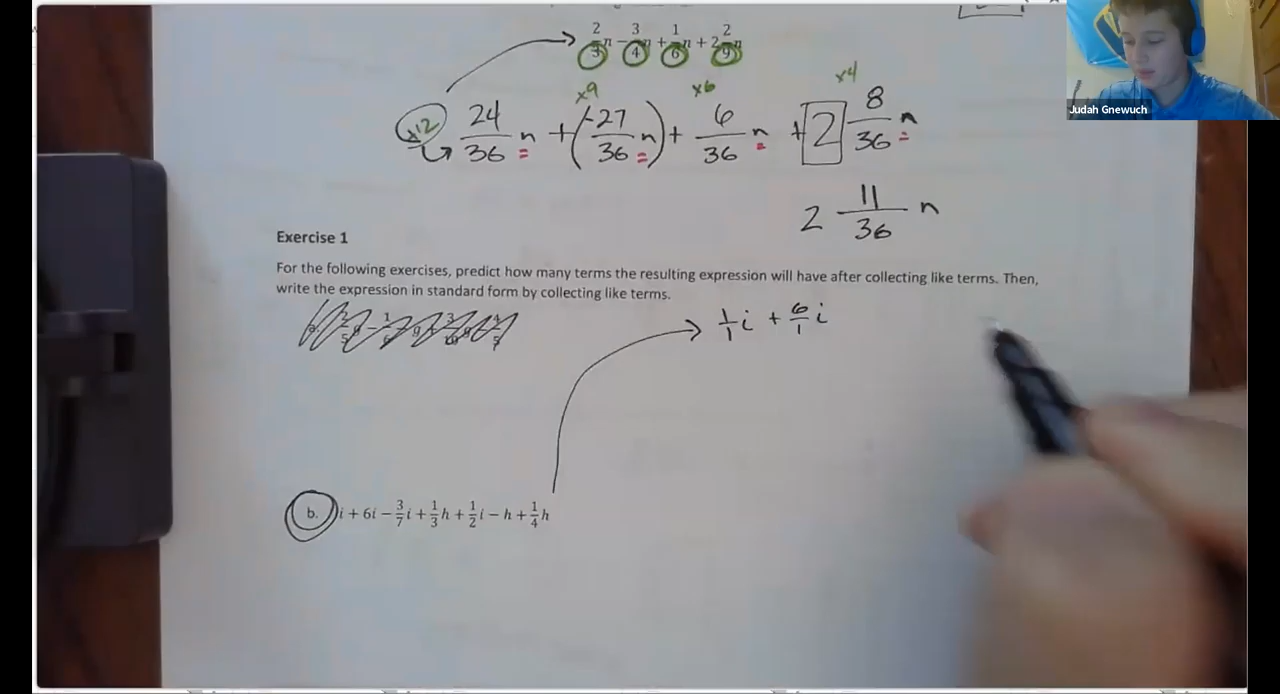 2/3 n - 3/4 n + 1/6 n + 2 2/9 n
x9 x6 x4
x12 24/36 n + (-27/36 n) + 6/36 n + 2 8/36 n
2 11/36 n
Judah Gnewuch
Exercise 1
For the following exercises, predict how many terms the resulting expression will have after collecting like terms. Then,
write the expression in standard form by collecting like terms.
1/1 i + 6/1 i
b. i + 6i - 3/7 i + 1/3 h + 1/2 i - h + 1/4 h